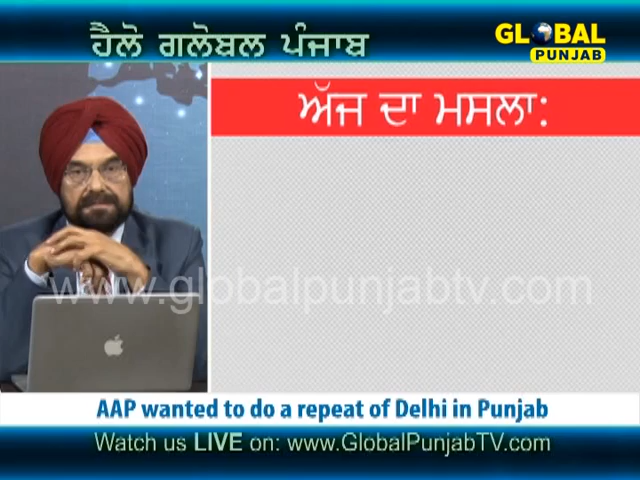 ਹੈਲੋ ਗਲੋਬਲ ਪੰਜਾਬ
GLOBAL
PUNJAB
ਅੱਜ ਦਾ ਮਸਲਾ:
www.globalpunjabtv.com
AAP wanted to do a repeat of Delhi in Punjab
Watch us LIVE on: www.GlobalPunjabTV.com